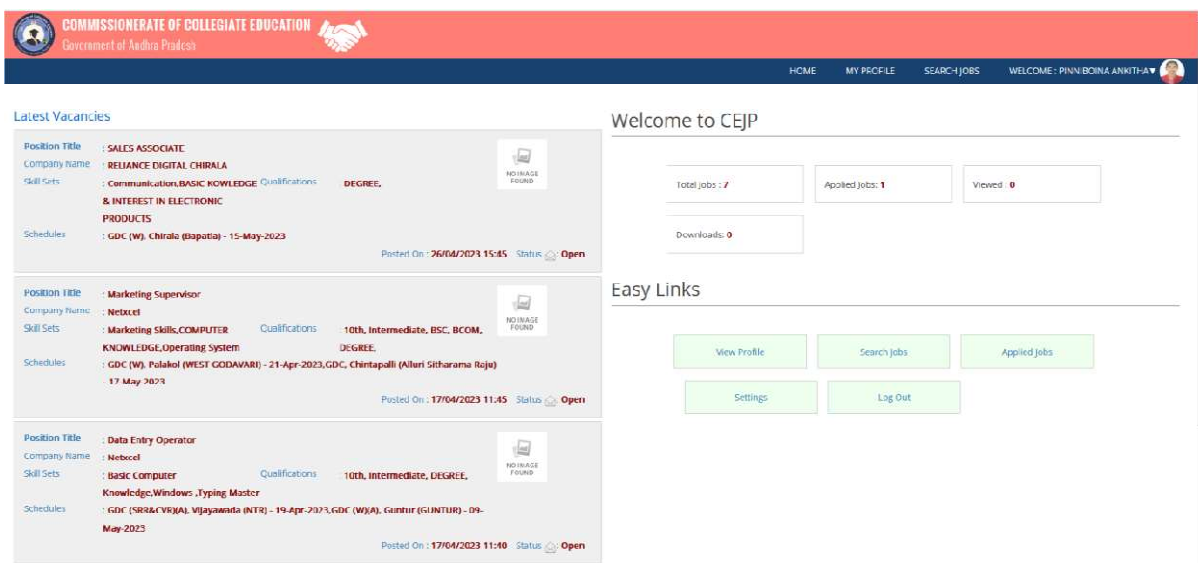 COMMISSIONERATE OF COLLEGIATE EDUCATION
Government of Andhra Pradesh
HOME MY PROFILE SEARCH JOBS WELCOME : PINNIBOINA ANKITHA▼
Latest Vacancies
Position Title : SALES ASSOCIATE
Company Name : RELIANCE DIGITAL CHIRALA
Skill Sets : Communication,BASIC KOWLEDGE Qualifications : DEGREE,
& INTEREST IN ELECTRONIC
PRODUCTS
Schedules : GDC (W), Chirala (Bapatla) - 15-May-2023
NO IMAGE
FOUND
Posted On : 26/04/2023 15:45 Status : Open
Position Title : Marketing Supervisor
Company Name : Netxcel
Skill Sets : Marketing Skills,COMPUTER Qualifications : 10th, Intermediate, BSC, BCOM,
KNOWLEDGE,Operating System DEGREE,
Schedules : GDC (W), Palakol (WEST GODAVARI) - 21-Apr-2023,GDC, Chintapalli (Alluri Sitharama Raju)
- 17-May-2023
NO IMAGE
FOUND
Posted On : 17/04/2023 11:45 Status : Open
Position Title : Data Entry Operator
Company Name : Netxcel
Skill Sets : Basic Computer Qualifications : 10th, Intermediate, DEGREE,
Knowledge,Windows ,Typing Master
Schedules : GDC (SRR&CVR)(A), Vijayawada (NTR) - 19-Apr-2023,GDC (W)(A), Guntur (GUNTUR) - 09-
May-2023
NO IMAGE
FOUND
Posted On : 17/04/2023 11:40 Status : Open
Welcome to CEJP
Total Jobs : 7 Applied Jobs: 1 Viewed : 0
Downloads: 0
Easy Links
View Profile Search Jobs Applied Jobs
Settings Log Out